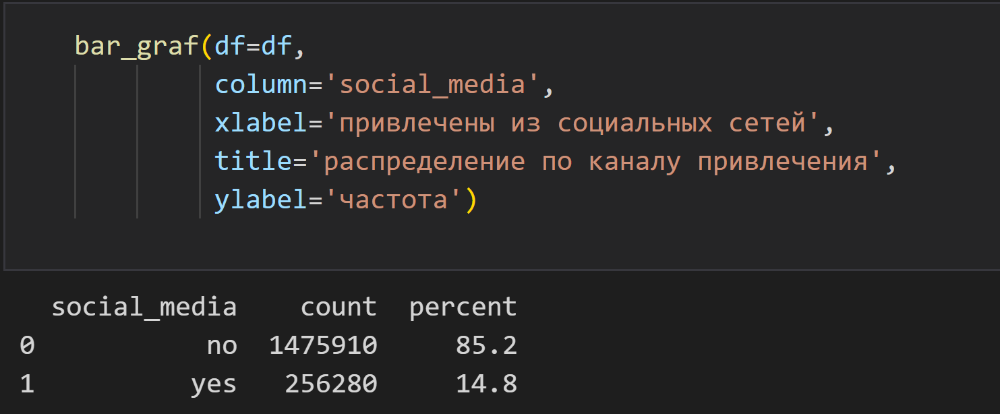 bar_graf(df=df,
column='social_media',
xlabel='привлечены из социальных сетей',
title='распределение по каналу привлечения',
ylabel='частота')
social_media count percent
0 no 1475910 85.2
1 yes 256280 14.8